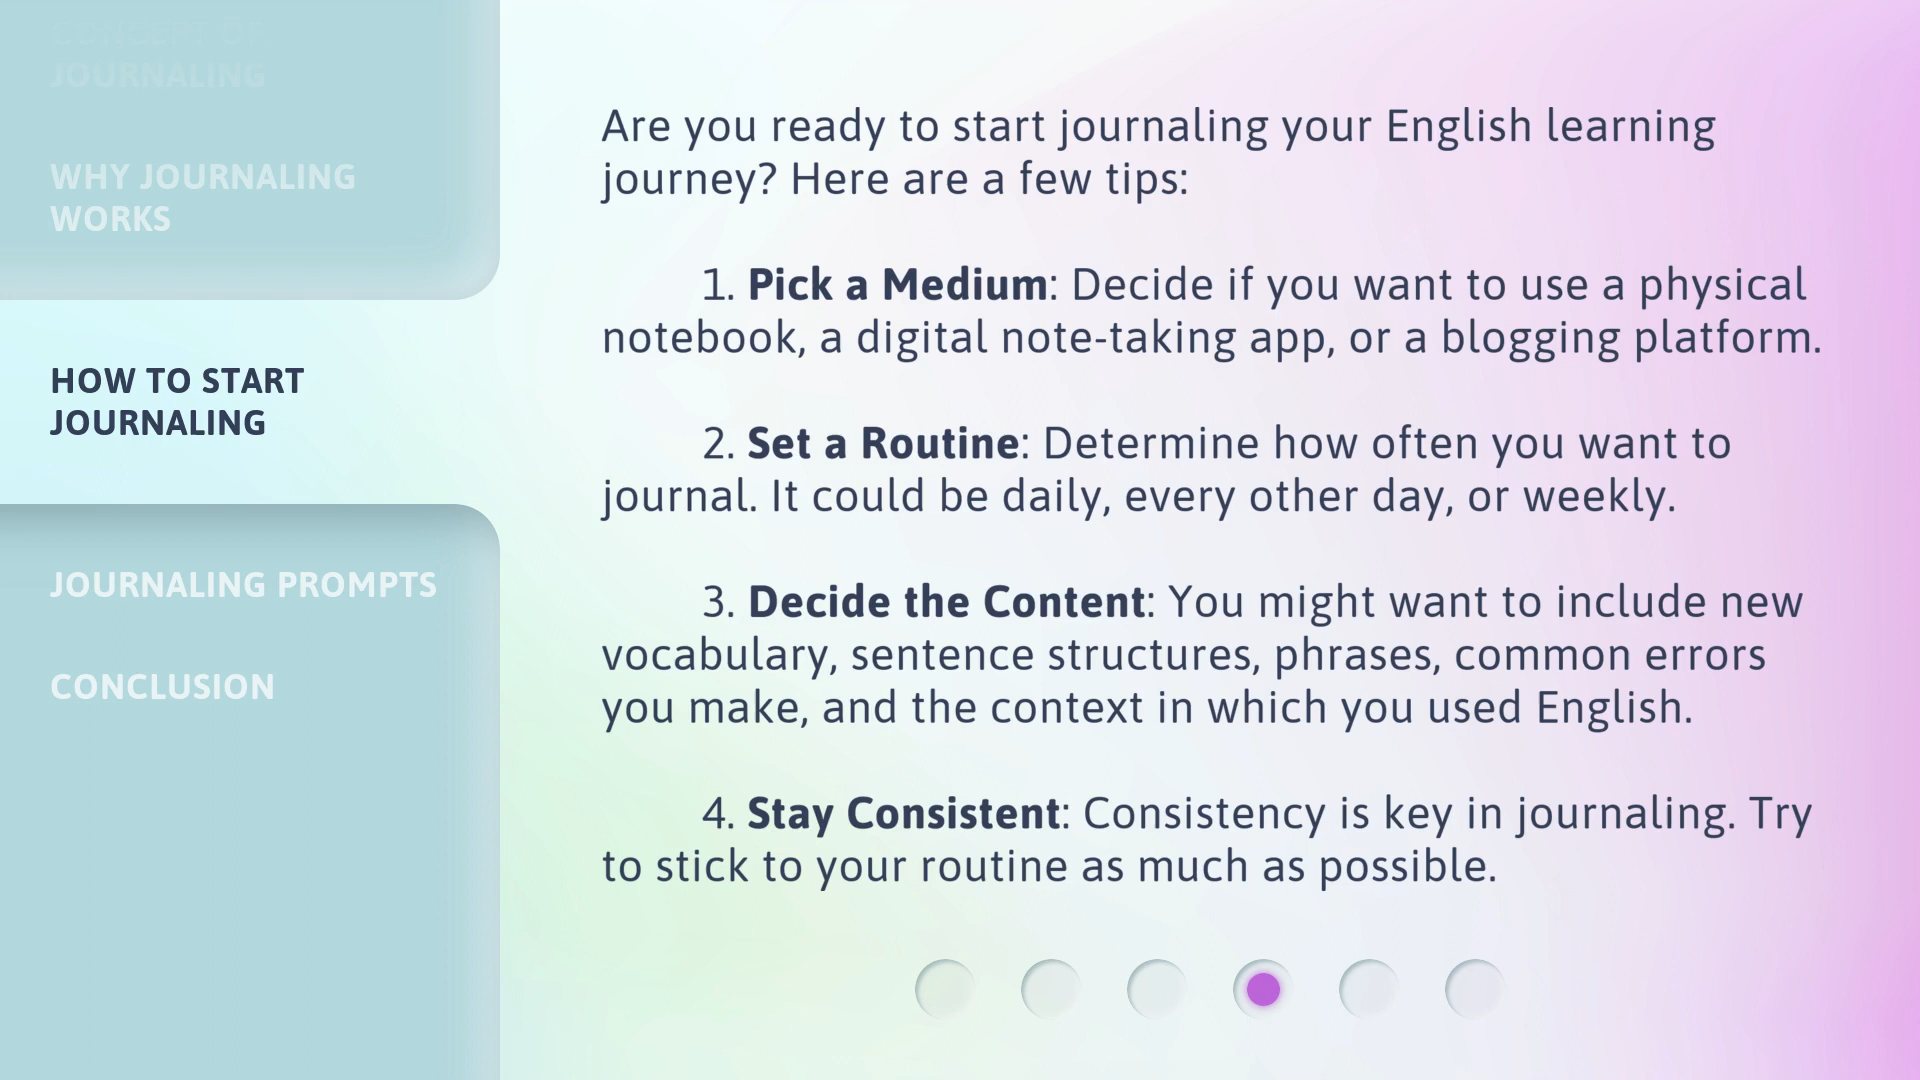 CONCEPT OF
JOURNALING
WHY JOURNALING
WORKS
HOW TO START
JOURNALING
JOURNALING PROMPTS
CONCLUSION
Are you ready to start journaling your English learning
journey? Here are a few tips:
1. Pick a Medium: Decide if you want to use a physical
notebook, a digital note-taking app, or a blogging platform.
2. Set a Routine: Determine how often you want to
journal. It could be daily, every other day, or weekly.
3. Decide the Content: You might want to include new
vocabulary, sentence structures, phrases, common errors
you make, and the context in which you used English.
4. Stay Consistent: Consistency is key in journaling. Try
to stick to your routine as much as possible.